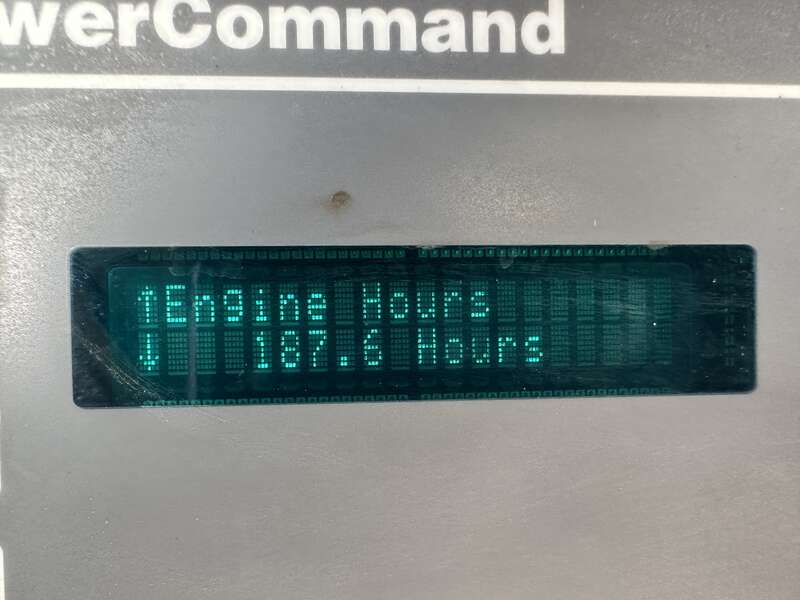 werCommand
↑Engine Hours
↓ 187.6 Hours